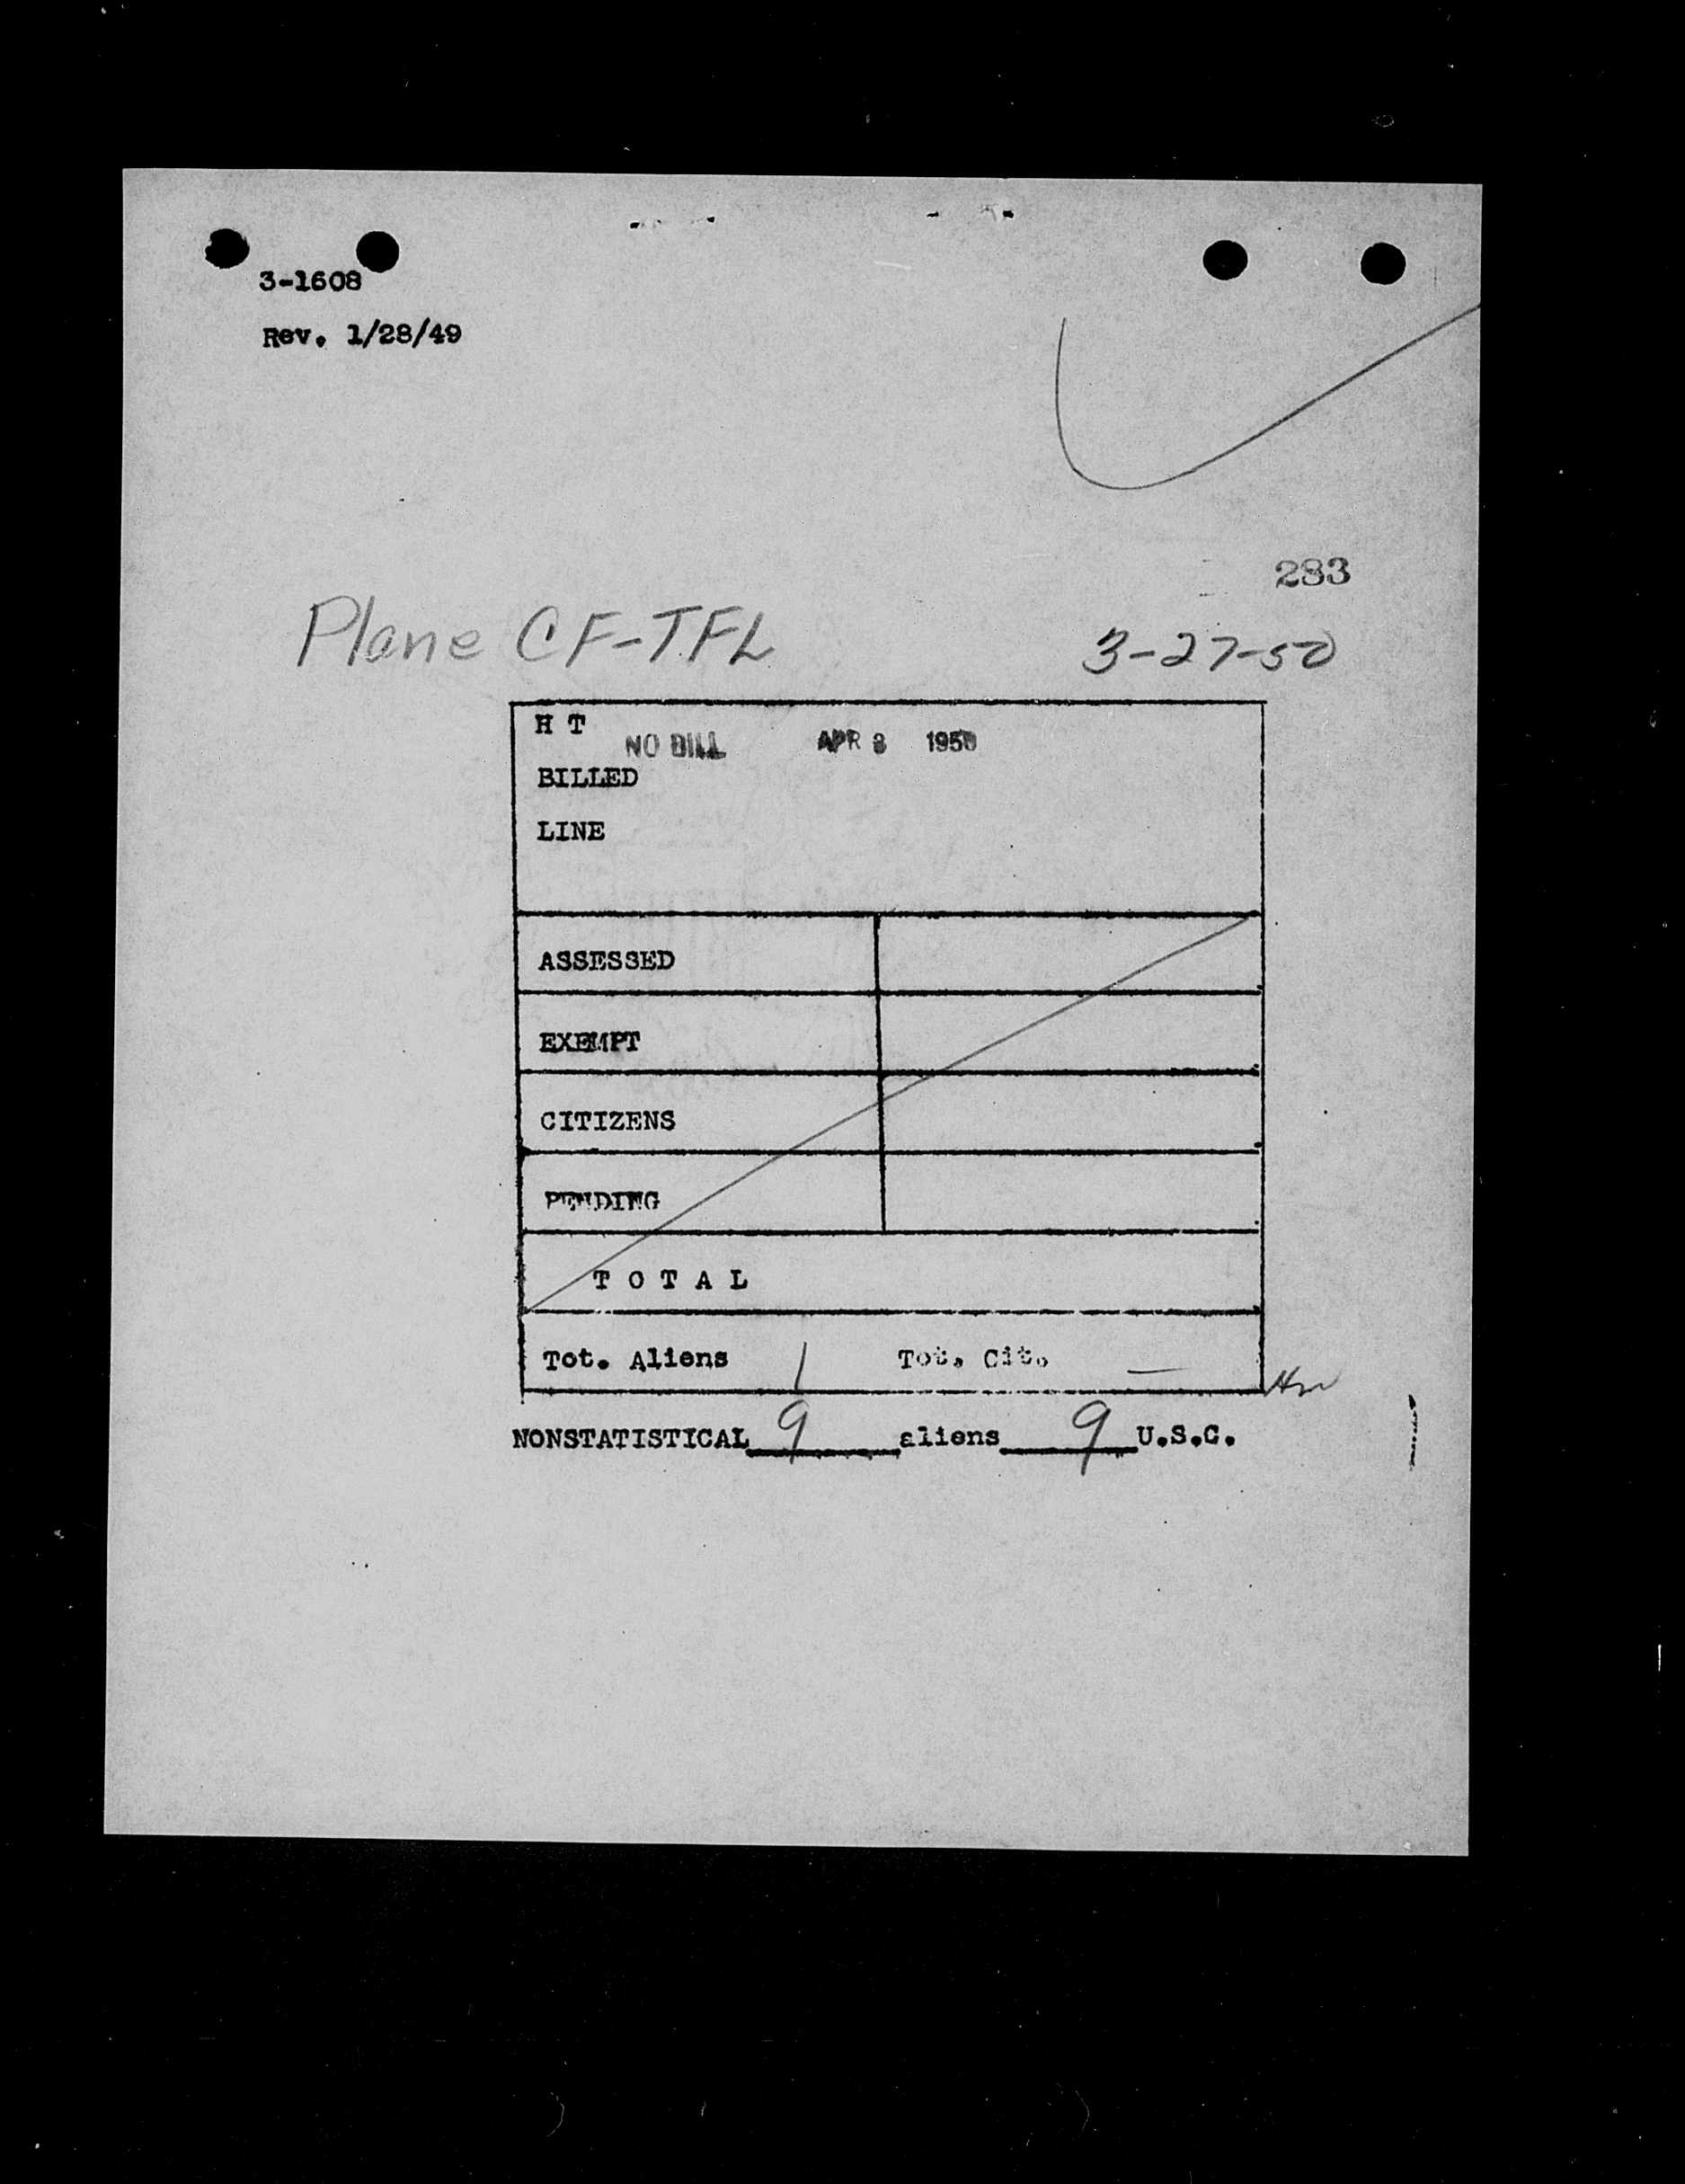 3-1608
Rev. 1/28/49
283
Plane CF-TFL 3-27-50
H T
NO BILL APR 3 1950
BILLED
LINE
ASSESSED
EXEMPT
CITIZENS
PENDING
T O T A L
Tot. Aliens 1 Tot. Cit. —
NONSTATISTICAL 9 aliens 9 U.S.C.